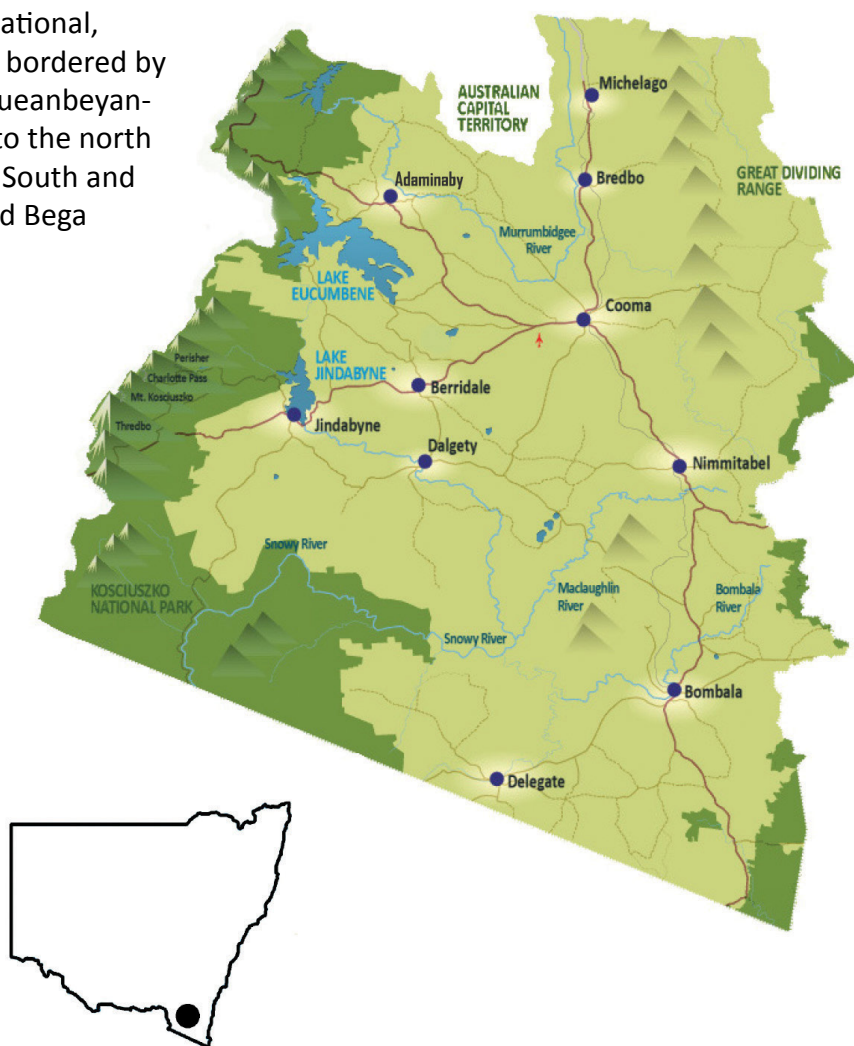 ational,
bordered by
ueanbeyan-
to the north
South and
d Bega
Michelago
AUSTRALIAN
CAPITAL
TERRITORY
Bredbo
GREAT DIVIDING
RANGE
Adaminaby
Murrumbidgee
River
LAKE
EUCUMBENE
Cooma
Perisher
LAKE
JINDABYNE
Charlotte Pass
Berridale
Mt. Kosciuszko
Thredbo
Jindabyne
Dalgety
Nimmitabel
Snowy River
KOSCIUSZKO
NATIONAL PARK
Maclaughlin
River
Bombala
River
Snowy River
Bombala
Delegate